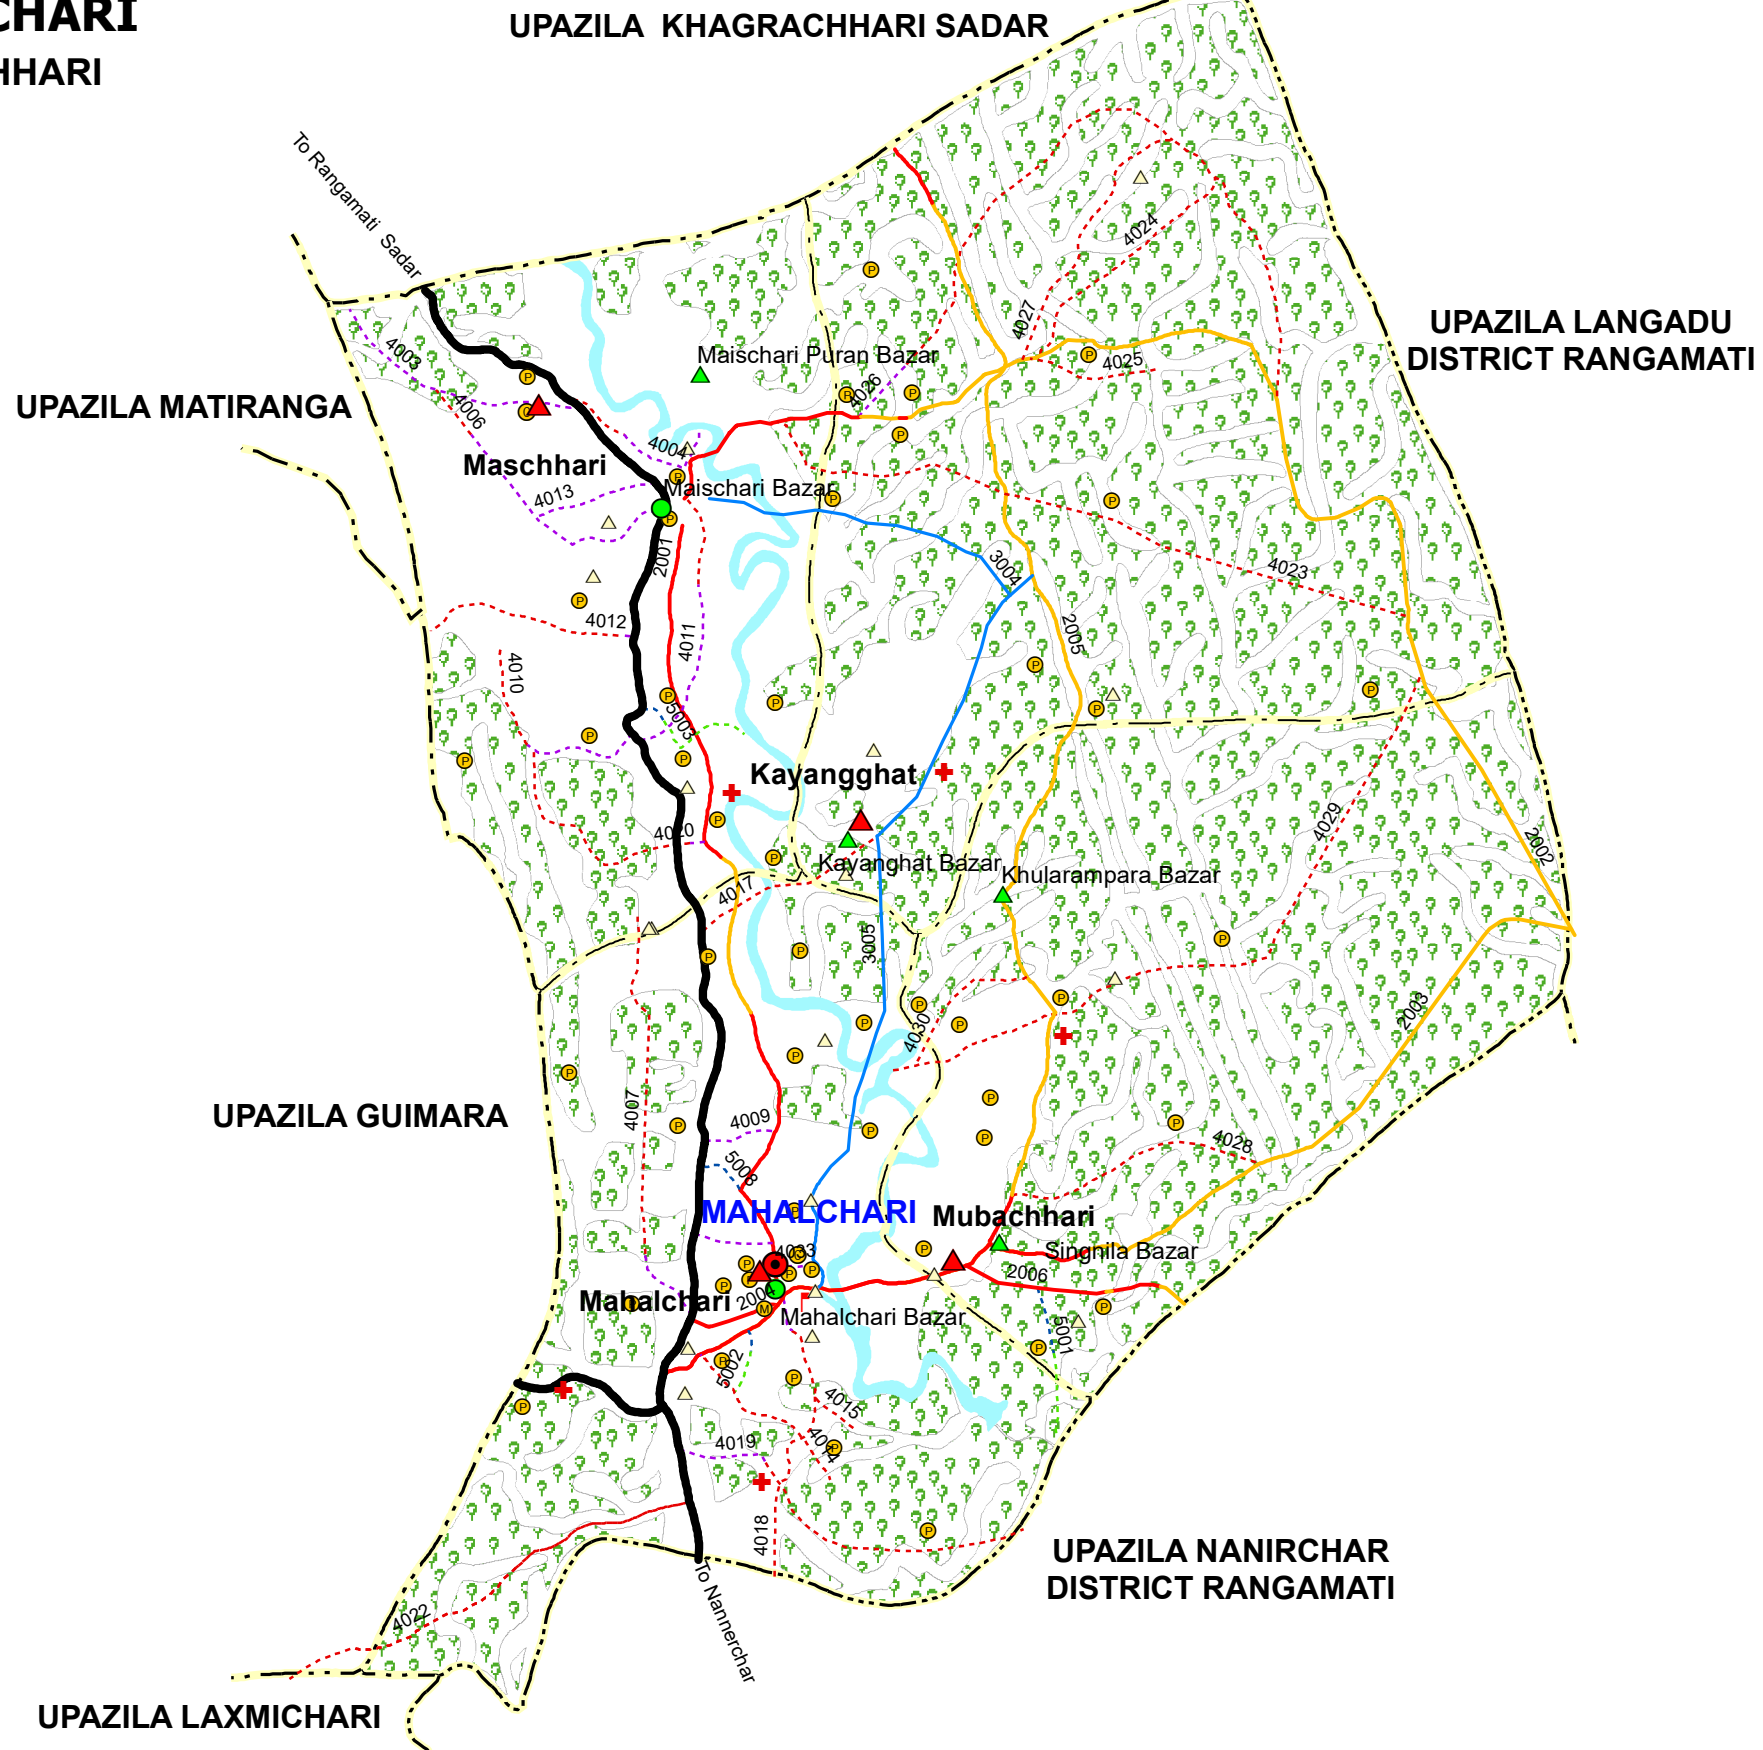 CHARI
HHARI
UPAZILA KHAGRACHHARI SADAR
To Rangamati Sadar
UPAZILA LANGADU
DISTRICT RANGAMATI
UPAZILA MATIRANGA
UPAZILA GUIMARA
UPAZILA LAXMICHARI
UPAZILA NANIRCHAR
DISTRICT RANGAMATI
To Nannerchar
4024
4027
4025
4026
Maischari Puran Bazar
4003
4006
4004
Maschhari
4013
Maischari Bazar
2001
3004
4023
4012
4011
2005
4010
5003
Kayangghat
4020
4017
Kayanghat Bazar
Khularampara Bazar
4029
2002
3005
2003
4030
4007
4009
4028
5008
MAHALCHARI
Mubachhari
4033
Singnila Bazar
2006
Mahalchari
2004
Mahalchari Bazar
5001
5002
4015
4014
4019
4018
4022